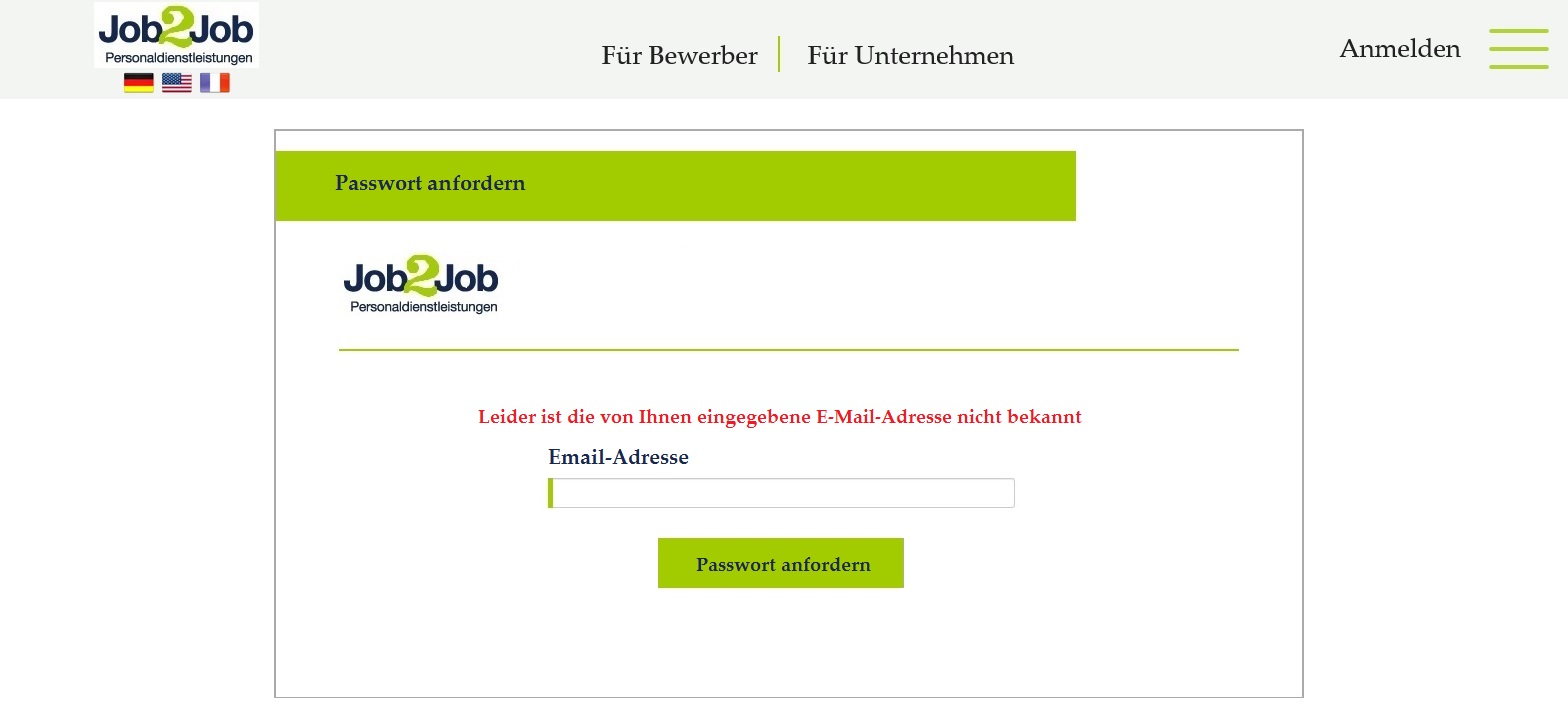 Job2Job
Personaldienstleistungen
Für Bewerber
Für Unternehmen
Anmelden
Passwort anfordern
Job2Job
Personaldienstleistungen
Leider ist die von Ihnen eingegebene E-Mail-Adresse nicht bekannt
Email-Adresse
Passwort anfordern